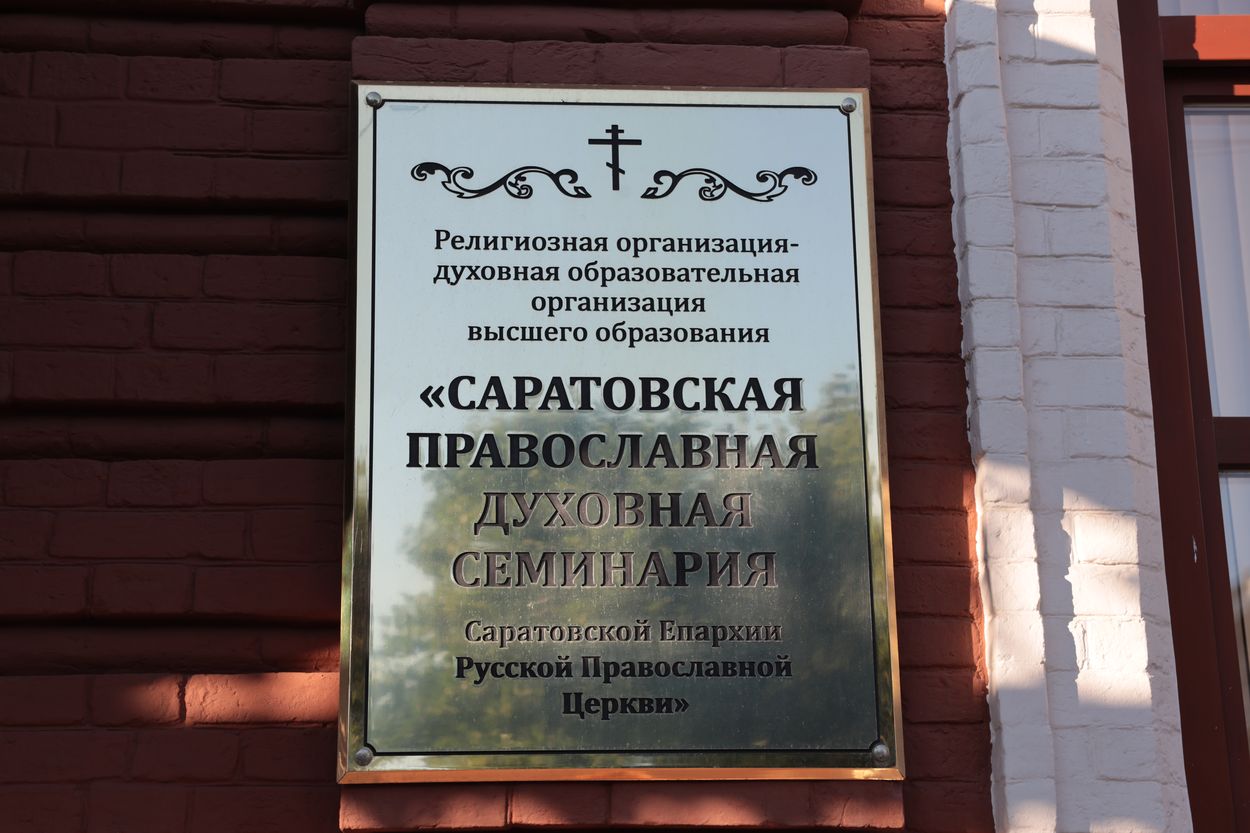 Религиозная организация-
духовная образовательная
организация
высшего образования
«САРАТОВСКАЯ
ПРАВОСЛАВНАЯ
ДУХОВНАЯ
СЕМИНАРИЯ
Саратовской Епархии
Русской Православной
Церкви»